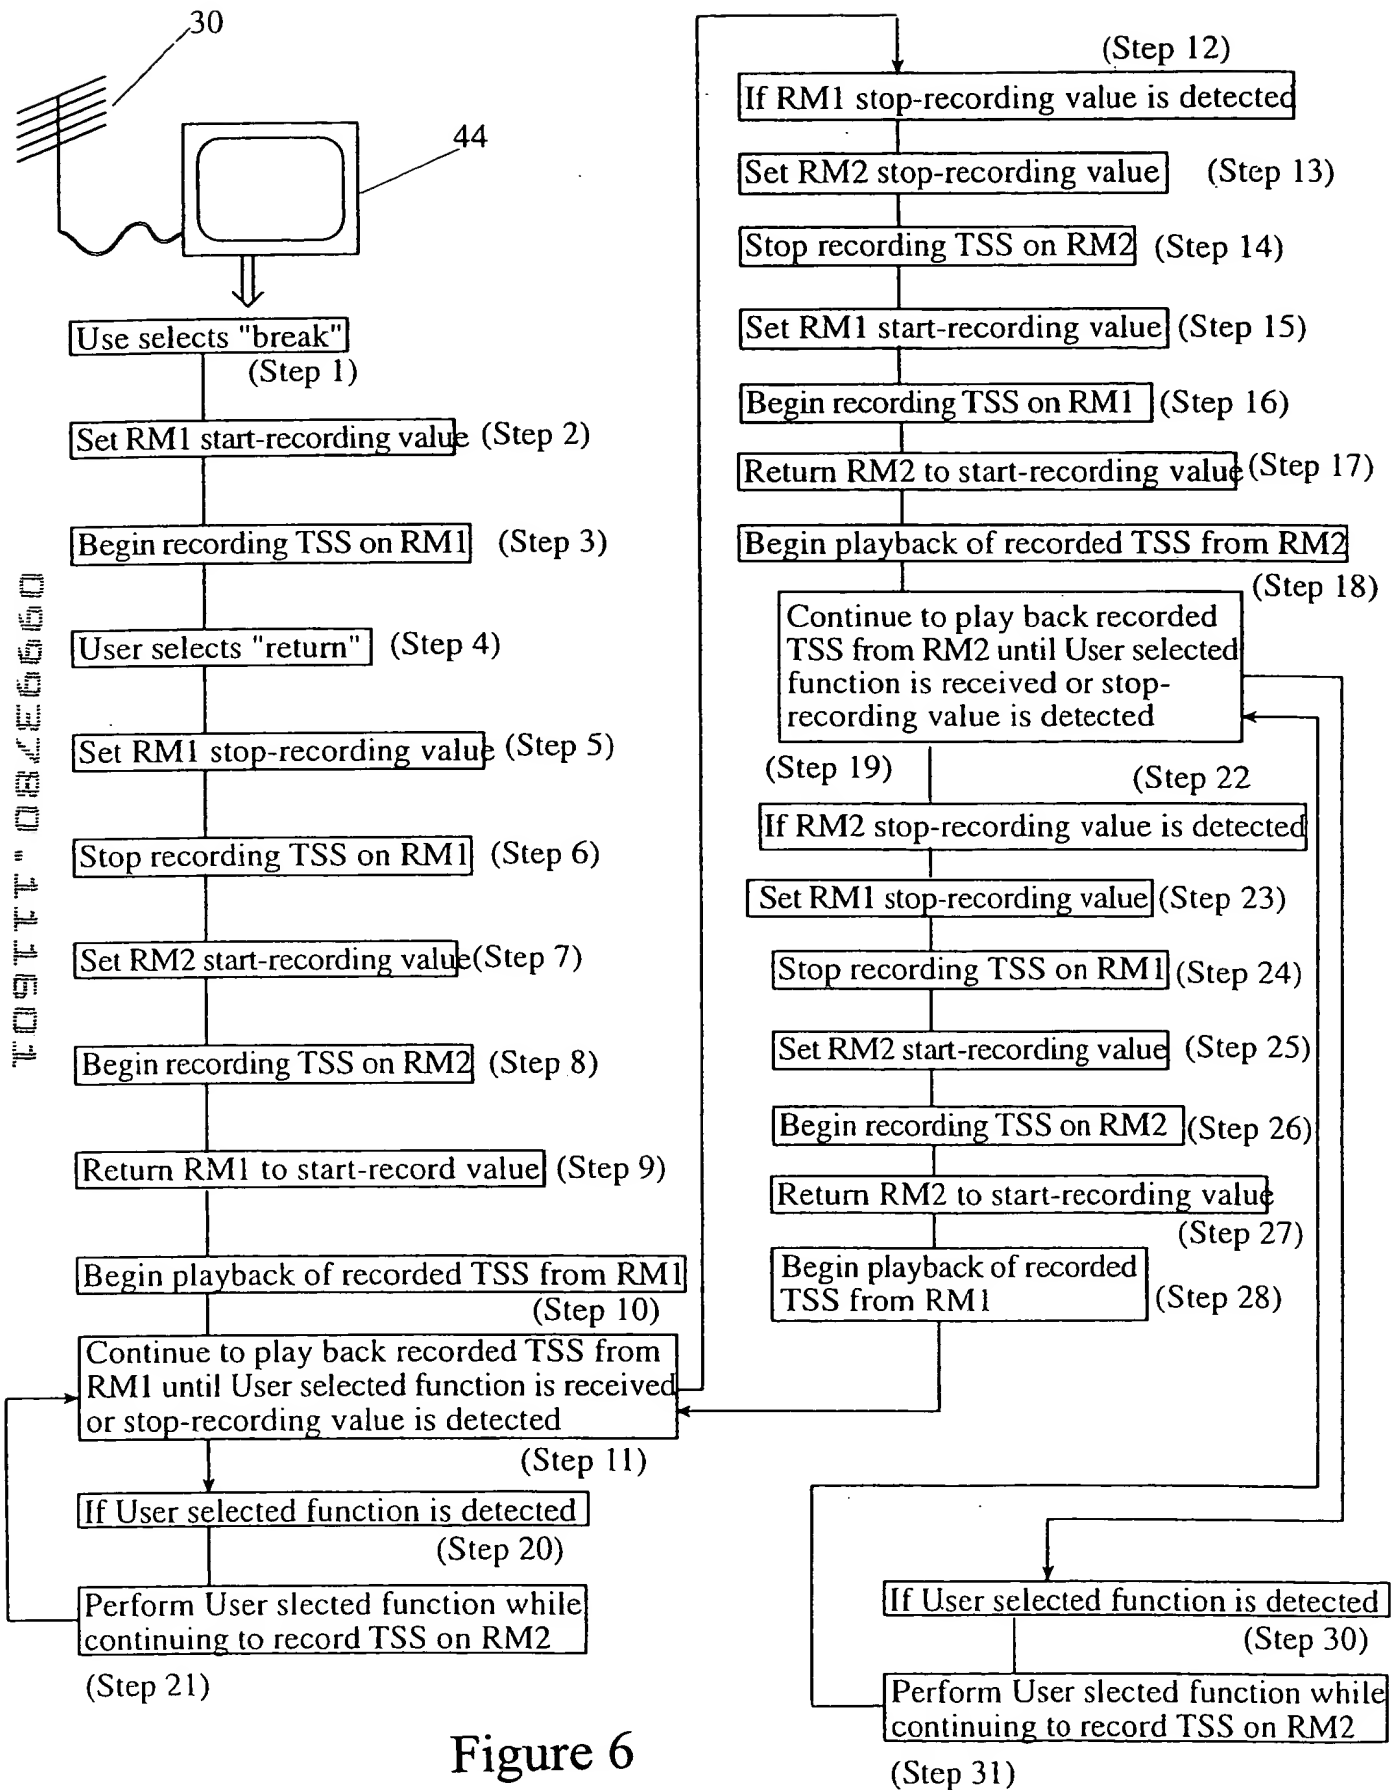 30
44
Use selects "break"
(Step 1)
Set RM1 start-recording value (Step 2)
Begin recording TSS on RM1 (Step 3)
User selects "return" (Step 4)
Set RM1 stop-recording value (Step 5)
Stop recording TSS on RM1 (Step 6)
Set RM2 start-recording value (Step 7)
Begin recording TSS on RM2 (Step 8)
Return RM1 to start-record value (Step 9)
Begin playback of recorded TSS from RM1
(Step 10)
Continue to play back recorded TSS from
RM1 until User selected function is received
or stop-recording value is detected
(Step 11)
If User selected function is detected
(Step 20)
Perform User slected function while
continuing to record TSS on RM2
(Step 21)
(Step 12)
If RM1 stop-recording value is detected
Set RM2 stop-recording value (Step 13)
Stop recording TSS on RM2 (Step 14)
Set RM1 start-recording value (Step 15)
Begin recording TSS on RM1 (Step 16)
Return RM2 to start-recording value (Step 17)
Begin playback of recorded TSS from RM2
(Step 18)
Continue to play back recorded
TSS from RM2 until User selected
function is received or stop-
recording value is detected
(Step 19)
(Step 22
If RM2 stop-recording value is detected
Set RM1 stop-recording value (Step 23)
Stop recording TSS on RM1 (Step 24)
Set RM2 start-recording value (Step 25)
Begin recording TSS on RM2 (Step 26)
Return RM2 to start-recording value
(Step 27)
Begin playback of recorded
TSS from RM1 (Step 28)
If User selected function is detected
(Step 30)
Perform User slected function while
continuing to record TSS on RM2
(Step 31)
Figure 6
09993780.111601